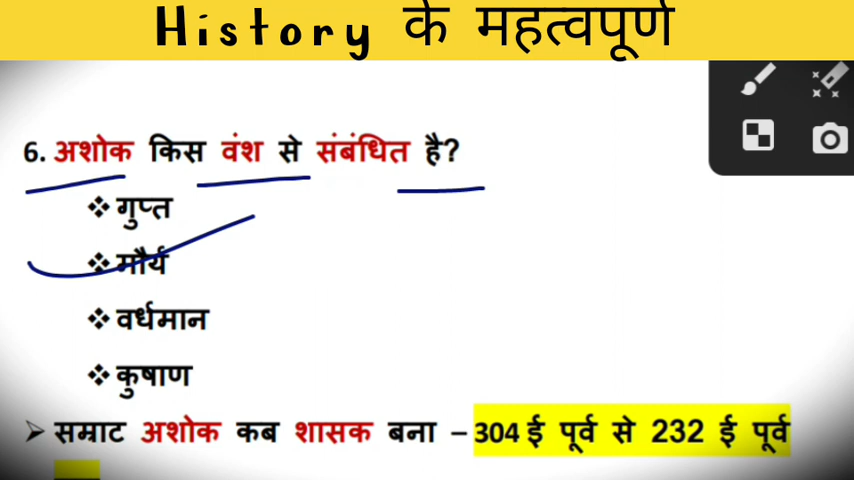 History के महत्वपूर्ण
6. अशोक किस वंश से संबंधित है?
❖ गुप्त
❖ मौर्य
❖ वर्धमान
❖ कुषाण
➢ सम्राट अशोक कब शासक बना – 304 ई पूर्व से 232 ई पूर्व